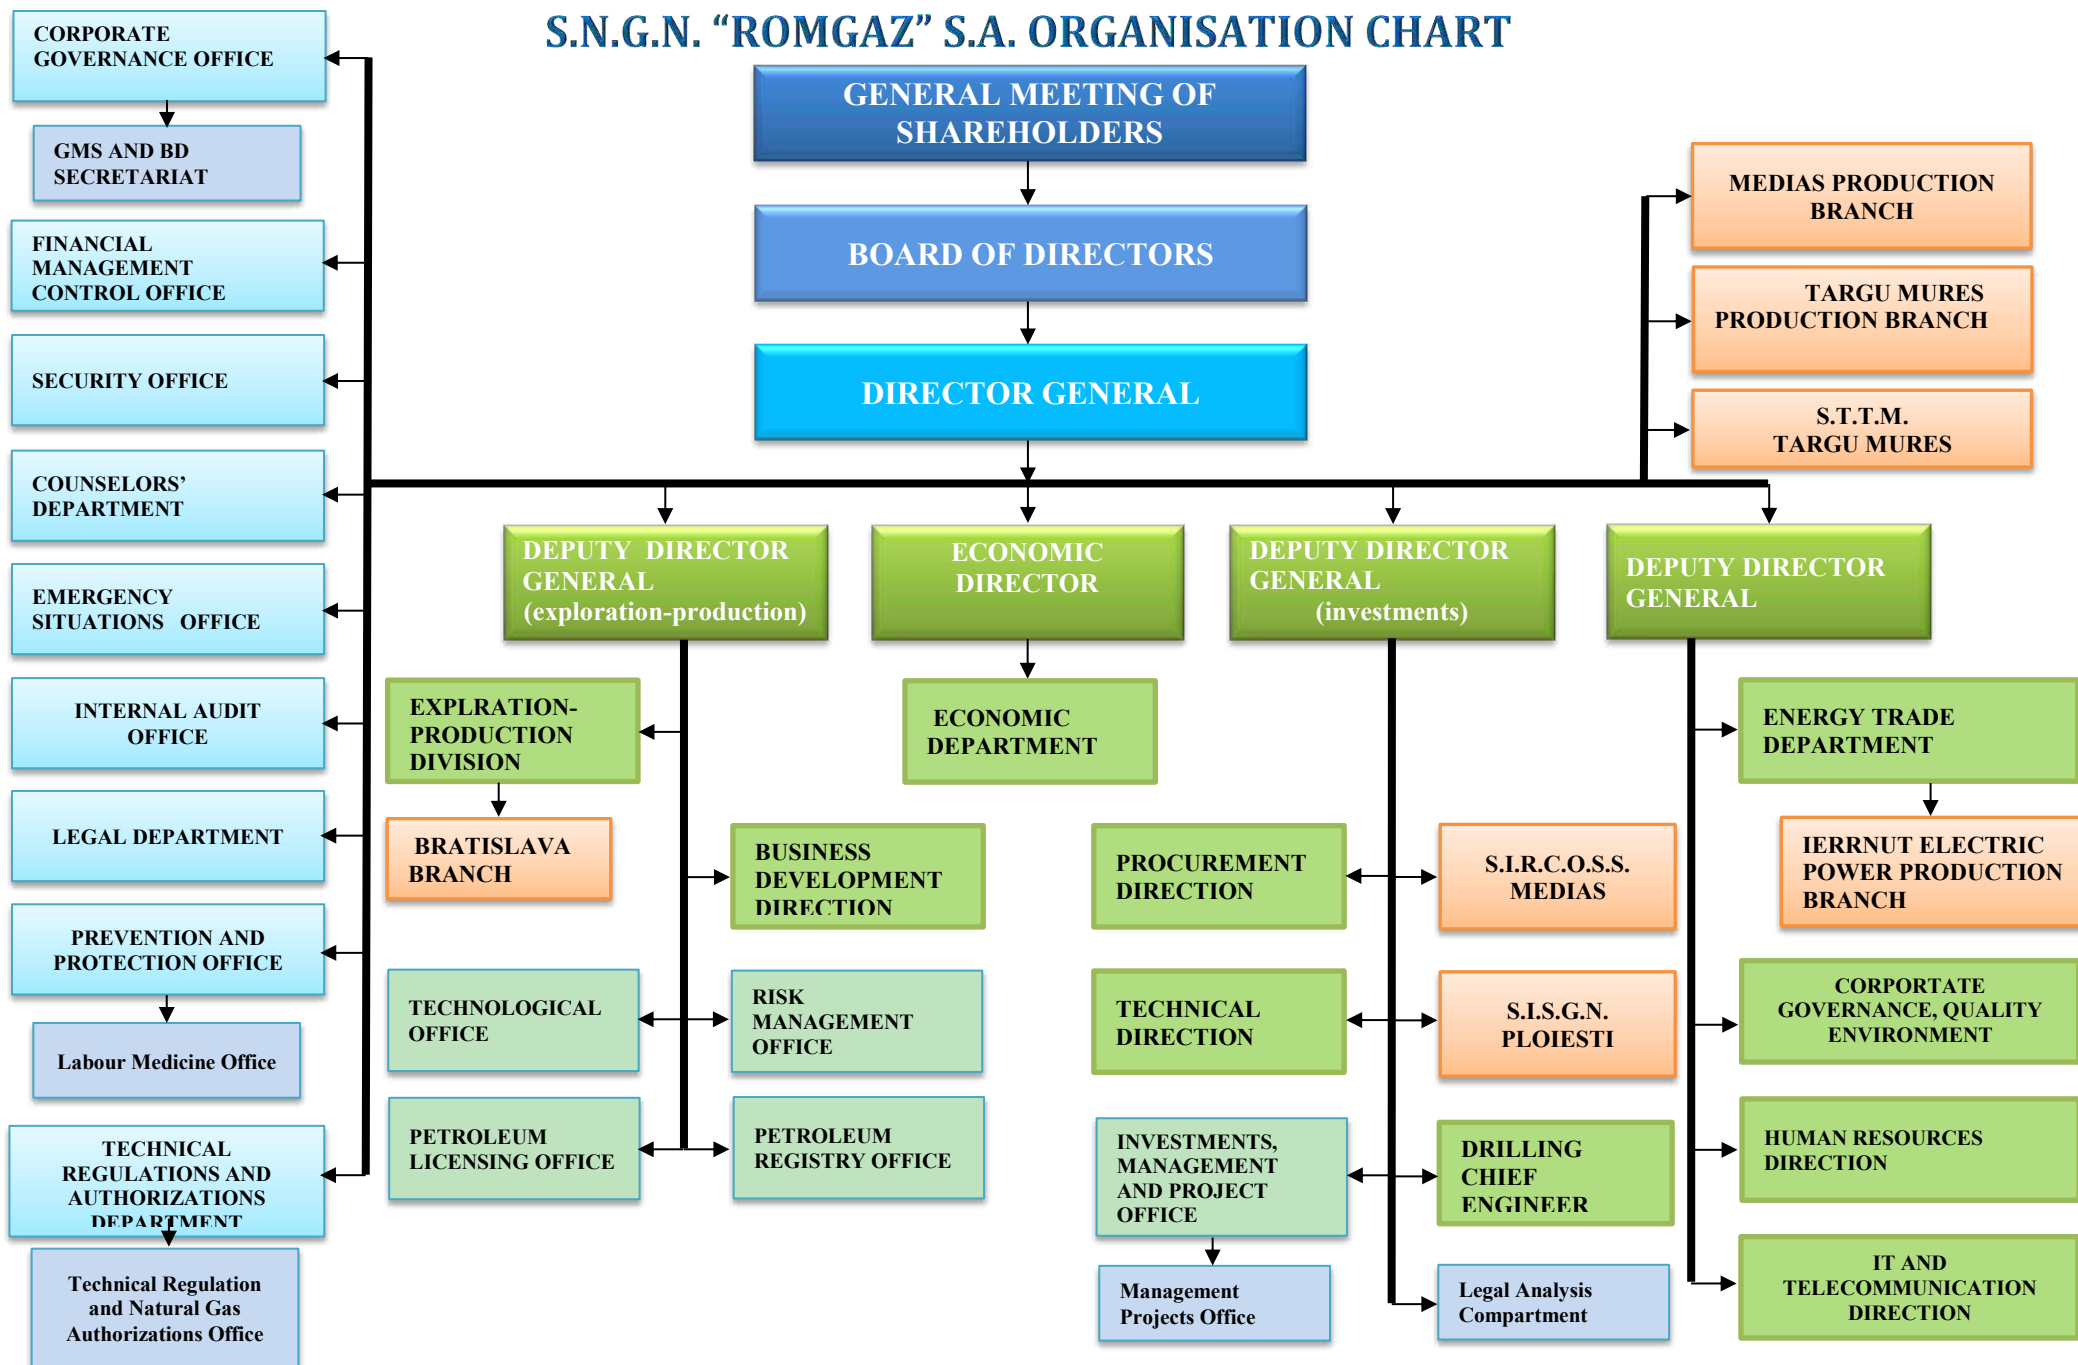 S.N.G.N. “ROMGAZ” S.A. ORGANISATION CHART
GENERAL MEETING OF
SHAREHOLDERS
BOARD OF DIRECTORS
DIRECTOR GENERAL
CORPORATE
GOVERNANCE OFFICE
GMS AND BD
SECRETARIAT
FINANCIAL
MANAGEMENT
CONTROL OFFICE
SECURITY OFFICE
COUNSELORS’
DEPARTMENT
EMERGENCY
SITUATIONS OFFICE
INTERNAL AUDIT
OFFICE
LEGAL DEPARTMENT
PREVENTION AND
PROTECTION OFFICE
Labour Medicine Office
TECHNICAL
REGULATIONS AND
AUTHORIZATIONS
DEPARTMENT
Technical Regulation
and Natural Gas
Authorizations Office
MEDIAS PRODUCTION
BRANCH
TARGU MURES
PRODUCTION BRANCH
S.T.T.M.
TARGU MURES
DEPUTY DIRECTOR
GENERAL
(exploration-production)
EXPLRATION-
PRODUCTION
DIVISION
BRATISLAVA
BRANCH
BUSINESS
DEVELOPMENT
DIRECTION
TECHNOLOGICAL
OFFICE
RISK
MANAGEMENT
OFFICE
PETROLEUM
LICENSING OFFICE
PETROLEUM
REGISTRY OFFICE
ECONOMIC
DIRECTOR
ECONOMIC
DEPARTMENT
DEPUTY DIRECTOR
GENERAL
(investments)
PROCUREMENT
DIRECTION
S.I.R.C.O.S.S.
MEDIAS
TECHNICAL
DIRECTION
S.I.S.G.N.
PLOIESTI
INVESTMENTS,
MANAGEMENT
AND PROJECT
OFFICE
DRILLING
CHIEF
ENGINEER
Management
Projects Office
Legal Analysis
Compartment
DEPUTY DIRECTOR
GENERAL
ENERGY TRADE
DEPARTMENT
IERRNUT ELECTRIC
POWER PRODUCTION
BRANCH
CORPORTATE
GOVERNANCE, QUALITY
ENVIRONMENT
HUMAN RESOURCES
DIRECTION
IT AND
TELECOMMUNICATION
DIRECTION